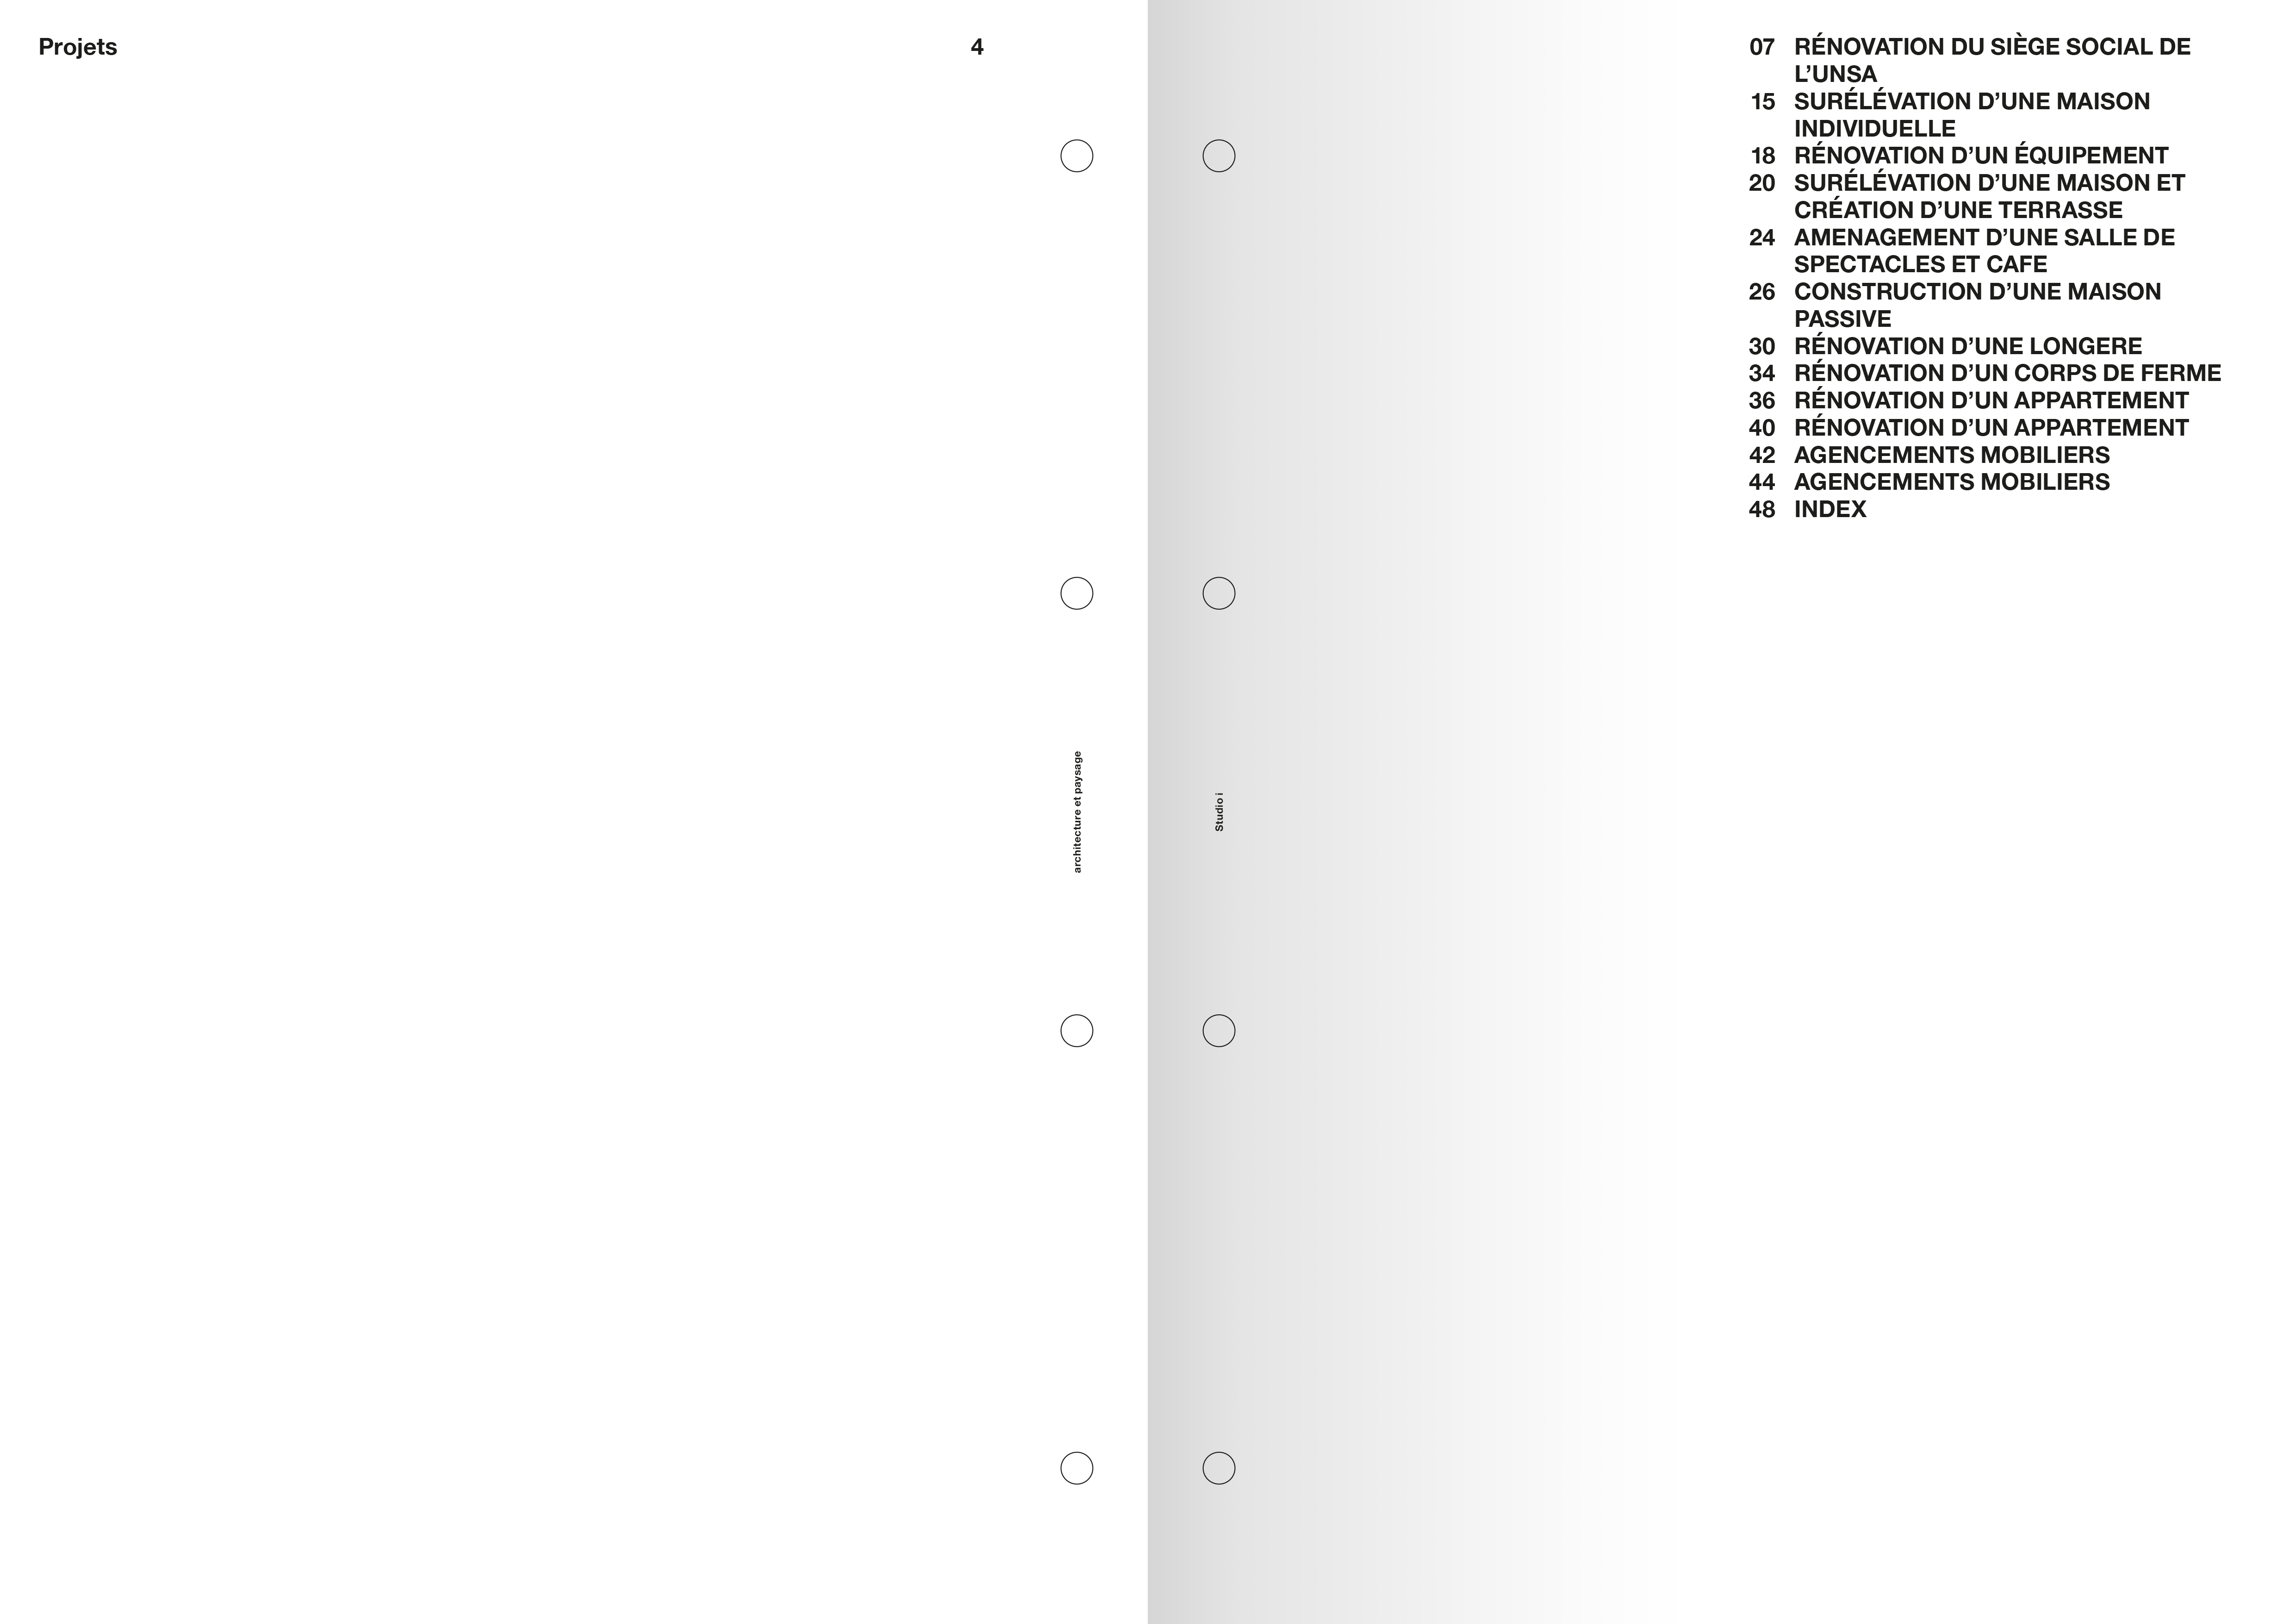 Projets
4
architecture et paysage
Studio i
07 RÉNOVATION DU SIÈGE SOCIAL DE
L’UNSA
15 SURÉLÉVATION D’UNE MAISON
INDIVIDUELLE
18 RÉNOVATION D’UN ÉQUIPEMENT
20 SURÉLÉVATION D’UNE MAISON ET
CRÉATION D’UNE TERRASSE
24 AMENAGEMENT D’UNE SALLE DE
SPECTACLES ET CAFE
26 CONSTRUCTION D’UNE MAISON
PASSIVE
30 RÉNOVATION D’UNE LONGERE
34 RÉNOVATION D’UN CORPS DE FERME
36 RÉNOVATION D’UN APPARTEMENT
40 RÉNOVATION D’UN APPARTEMENT
42 AGENCEMENTS MOBILIERS
44 AGENCEMENTS MOBILIERS
48 INDEX